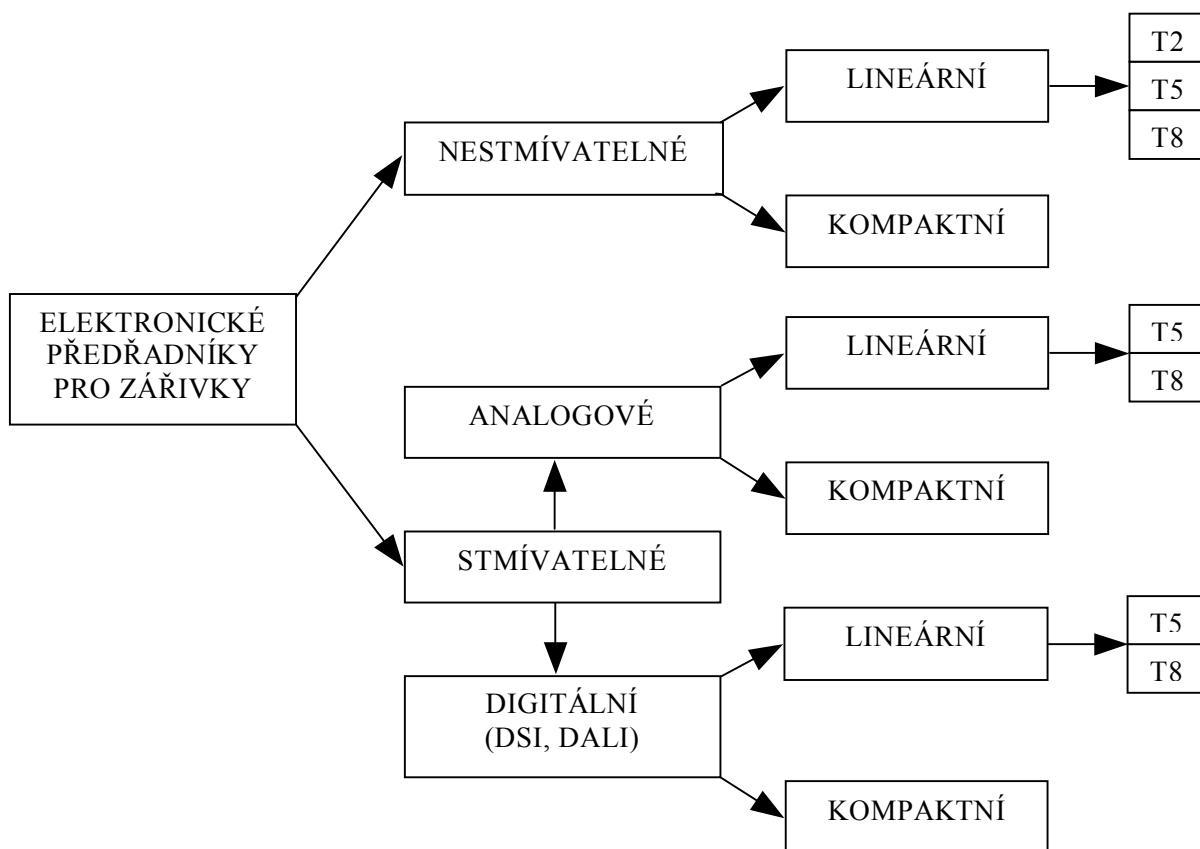 T2
LINEÁRNÍ
T5
T8
NESTMÍVATELNÉ
KOMPAKTNÍ
ELEKTRONICKÉ
PŘEDŘADNÍKY
PRO ZÁŘIVKY
LINEÁRNÍ
T5
T8
ANALOGOVÉ
KOMPAKTNÍ
STMÍVATELNÉ
LINEÁRNÍ
T5
T8
DIGITÁLNÍ
(DSI, DALI)
KOMPAKTNÍ